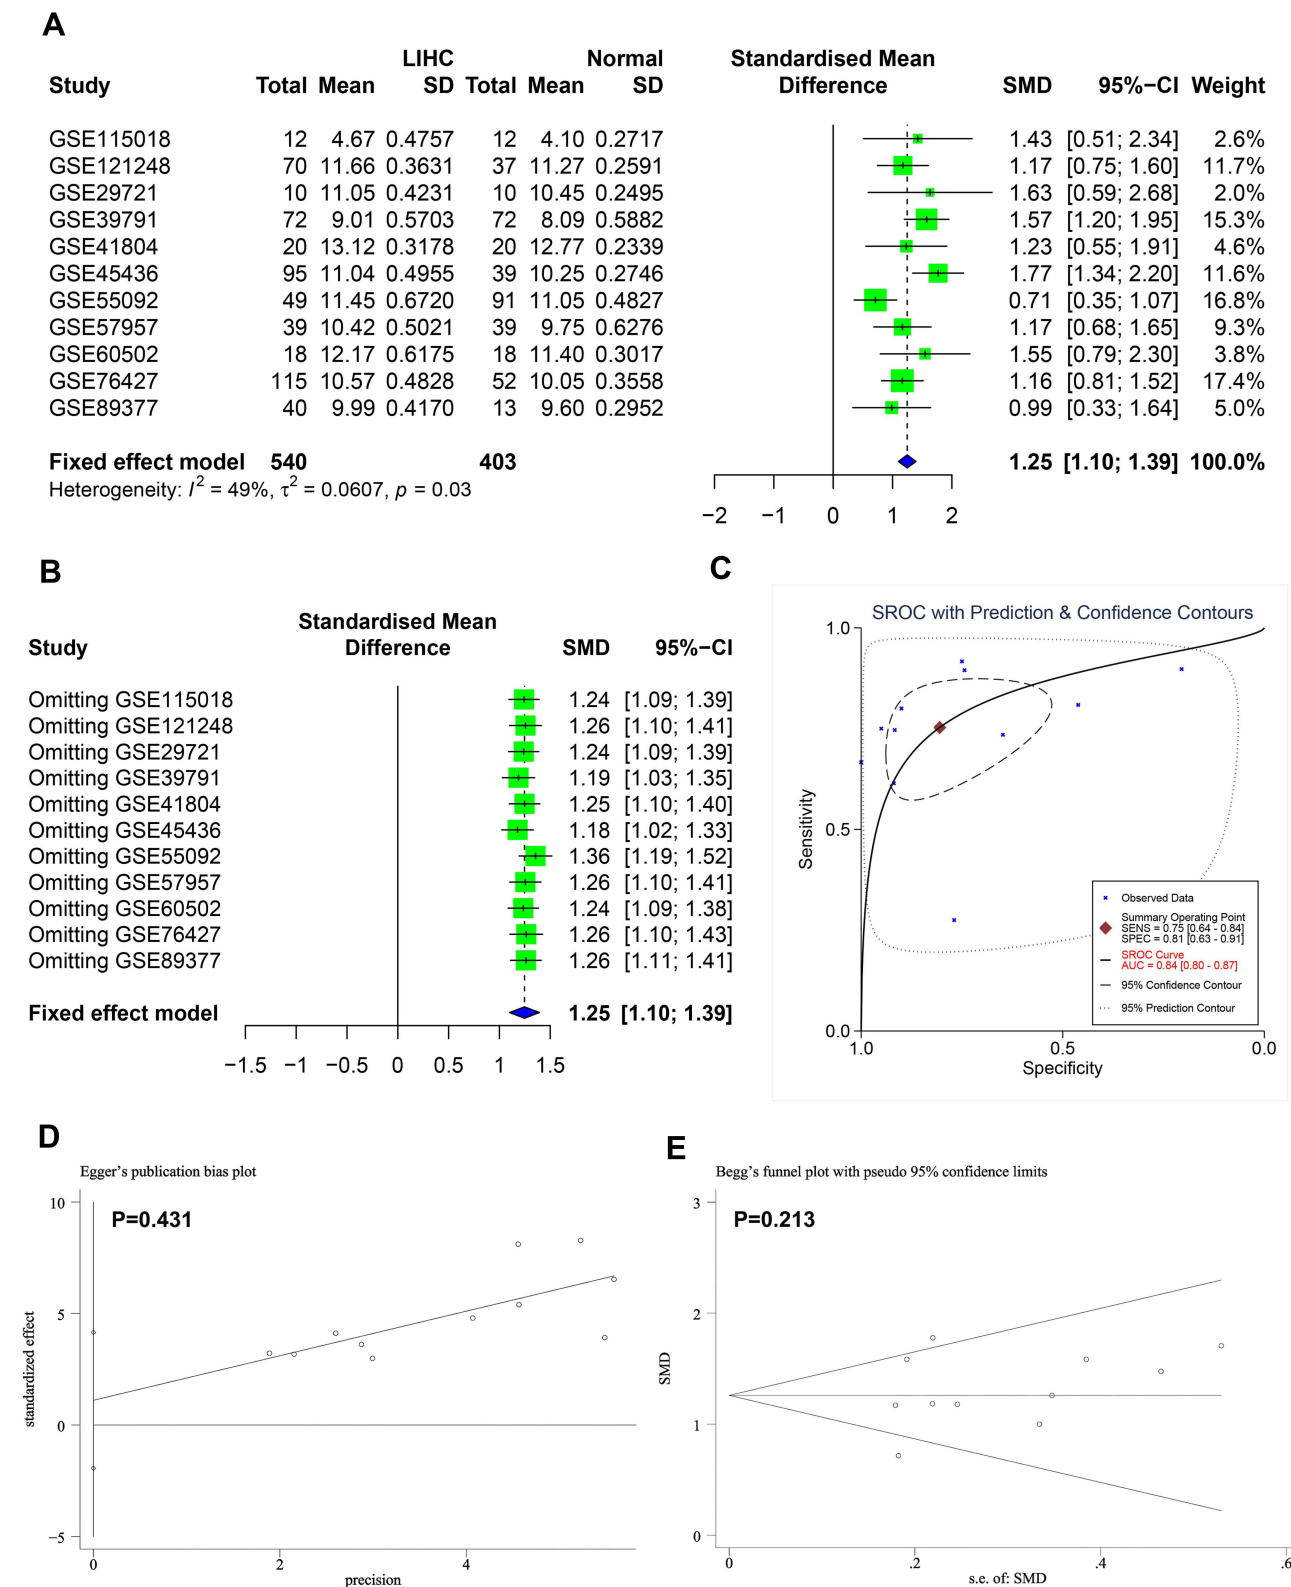 A
LIHC Normal Standardised Mean
Study Total Mean SD Total Mean SD Difference SMD 95%−CI Weight
GSE115018 12 4.67 0.4757 12 4.10 0.2717 1.43 [0.51; 2.34] 2.6%
GSE121248 70 11.66 0.3631 37 11.27 0.2591 1.17 [0.75; 1.60] 11.7%
GSE29721 10 11.05 0.4231 10 10.45 0.2495 1.63 [0.59; 2.68] 2.0%
GSE39791 72 9.01 0.5703 72 8.09 0.5882 1.57 [1.20; 1.95] 15.3%
GSE41804 20 13.12 0.3178 20 12.77 0.2339 1.23 [0.55; 1.91] 4.6%
GSE45436 95 11.04 0.4955 39 10.25 0.2746 1.77 [1.34; 2.20] 11.6%
GSE55092 49 11.45 0.6720 91 11.05 0.4827 0.71 [0.35; 1.07] 16.8%
GSE57957 39 10.42 0.5021 39 9.75 0.6276 1.17 [0.68; 1.65] 9.3%
GSE60502 18 12.17 0.6175 18 11.40 0.3017 1.55 [0.79; 2.30] 3.8%
GSE76427 115 10.57 0.4828 52 10.05 0.3558 1.16 [0.81; 1.52] 17.4%
GSE89377 40 9.99 0.4170 13 9.60 0.2952 0.99 [0.33; 1.64] 5.0%
Fixed effect model 540 403 1.25 [1.10; 1.39] 100.0%
Heterogeneity: I² = 49%, τ² = 0.0607, p = 0.03
−2 −1 0 1 2
B
Standardised Mean
Study Difference SMD 95%−CI
Omitting GSE115018 1.24 [1.09; 1.39]
Omitting GSE121248 1.26 [1.10; 1.41]
Omitting GSE29721 1.24 [1.09; 1.39]
Omitting GSE39791 1.19 [1.03; 1.35]
Omitting GSE41804 1.25 [1.10; 1.40]
Omitting GSE45436 1.18 [1.02; 1.33]
Omitting GSE55092 1.36 [1.19; 1.52]
Omitting GSE57957 1.26 [1.10; 1.41]
Omitting GSE60502 1.24 [1.09; 1.38]
Omitting GSE76427 1.26 [1.10; 1.43]
Omitting GSE89377 1.26 [1.11; 1.41]
Fixed effect model 1.25 [1.10; 1.39]
−1.5 −1 −0.5 0 0.5 1 1.5
C
SROC with Prediction & Confidence Contours
1.0
0.5
0.0
Sensitivity
Observed Data
Summary Operating Point
SENS = 0.75 [0.64 - 0.84]
SPEC = 0.81 [0.63 - 0.91]
SROC Curve
AUC = 0.84 [0.80 - 0.87]
95% Confidence Contour
95% Prediction Contour
1.0 0.5 0.0
Specificity
D
Egger's publication bias plot
P=0.431
10
5
0
−5
standardized effect
0 2 4
precision
E
Begg's funnel plot with pseudo 95% confidence limits
P=0.213
3
2
1
0
SMD
0 .2 .4 .6
s.e. of: SMD